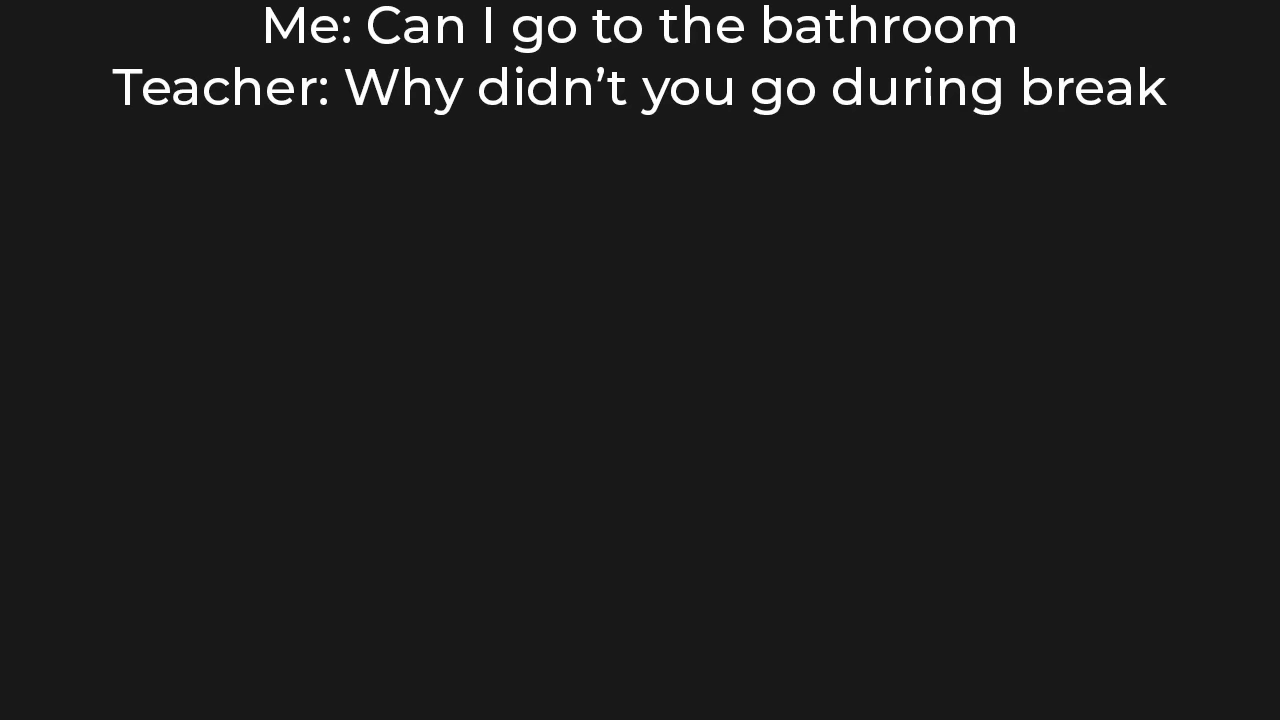 Me: Can I go to the bathroom
Teacher: Why didn’t you go during break